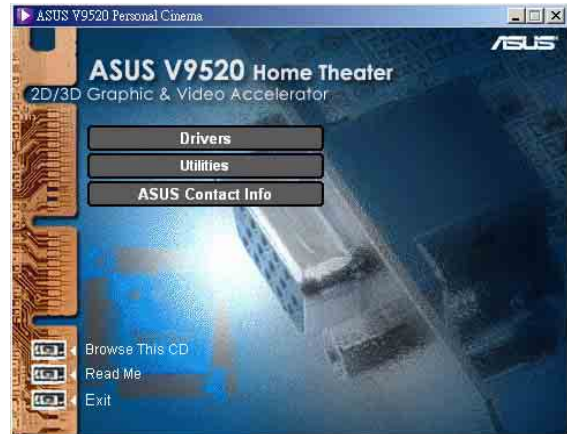 ASUS V9520 Personal Cinema
ASUS
ASUS V9520 Home Theater
2D/3D Graphic & Video Accelerator
Drivers
Utilities
ASUS Contact Info
Browse This CD
Read Me
Exit